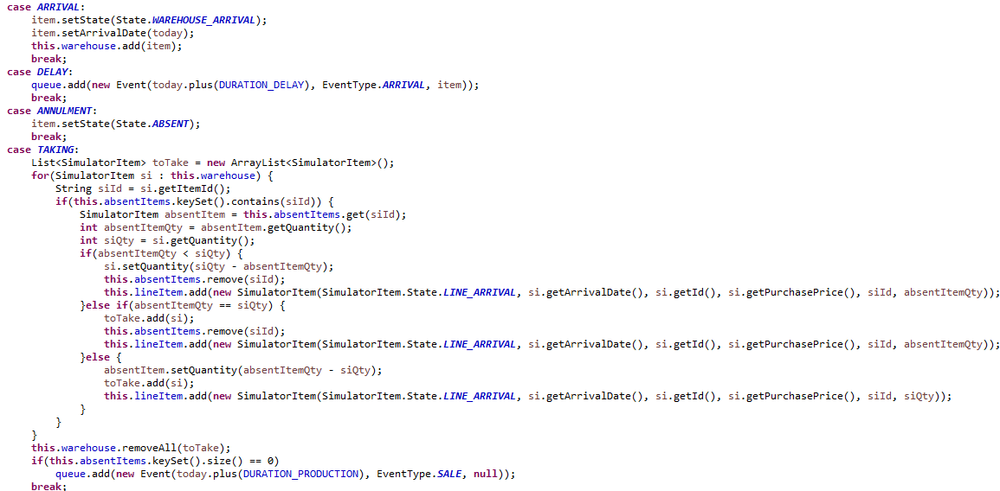 case ARRIVAL:
    item.setState(State.WAREHOUSE_ARRIVAL);
    item.setArrivalDate(today);
    this.warehouse.add(item);
    break;
case DELAY:
    queue.add(new Event(today.plus(DURATION_DELAY), EventType.ARRIVAL, item));
    break;
case ANNULMENT:
    item.setState(State.ABSENT);
    break;
case TAKING:
    List<SimulatorItem> toTake = new ArrayList<SimulatorItem>();
    for(SimulatorItem si : this.warehouse) {
        String siId = si.getItemId();
        if(this.absentItems.keySet().contains(siId)) {
            SimulatorItem absentItem = this.absentItems.get(siId);
            int absentItemQty = absentItem.getQuantity();
            int siQty = si.getQuantity();
            if(absentItemQty < siQty) {
                si.setQuantity(siQty - absentItemQty);
                this.absentItems.remove(siId);
                this.lineItem.add(new SimulatorItem(SimulatorItem.State.LINE_ARRIVAL, si.getArrivalDate(), si.getId(), si.getPurchasePrice(), siId, absentItemQty));
            }else if(absentItemQty == siQty) {
                toTake.add(si);
                this.absentItems.remove(siId);
                this.lineItem.add(new SimulatorItem(SimulatorItem.State.LINE_ARRIVAL, si.getArrivalDate(), si.getId(), si.getPurchasePrice(), siId, absentItemQty));
            }else {
                absentItem.setQuantity(absentItemQty - siQty);
                toTake.add(si);
                this.lineItem.add(new SimulatorItem(SimulatorItem.State.LINE_ARRIVAL, si.getArrivalDate(), si.getId(), si.getPurchasePrice(), siId, siQty));
            }
        }
    }
    this.warehouse.removeAll(toTake);
    if(this.absentItems.keySet().size() == 0)
        queue.add(new Event(today.plus(DURATION_PRODUCTION), EventType.SALE, null));
    break;